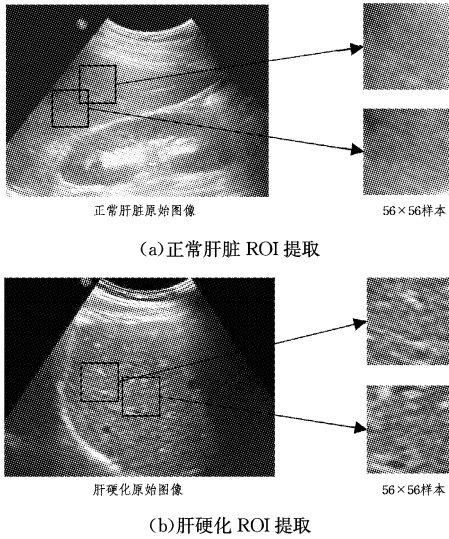 正常肝脏原始图像
56×56样本
(a)正常肝脏 ROI 提取
肝硬化原始图像
56×56样本
(b)肝硬化 ROI 提取